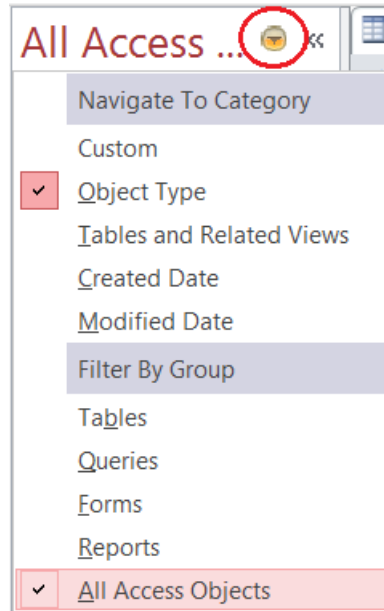 All Access ... «
Navigate To Category
Custom
Object Type
Tables and Related Views
Created Date
Modified Date
Filter By Group
Tables
Queries
Forms
Reports
All Access Objects